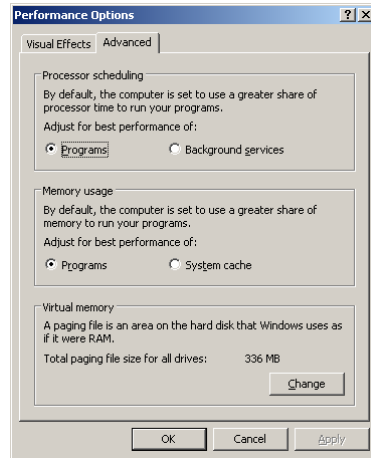 Performance Options
Visual Effects
Advanced
Processor scheduling
By default, the computer is set to use a greater share of
processor time to run your programs.
Adjust for best performance of:
Programs
Background services
Memory usage
By default, the computer is set to use a greater share of
memory to run your programs.
Adjust for best performance of:
Programs
System cache
Virtual memory
A paging file is an area on the hard disk that Windows uses as
if it were RAM.
Total paging file size for all drives: 336 MB
Change
OK
Cancel
Apply